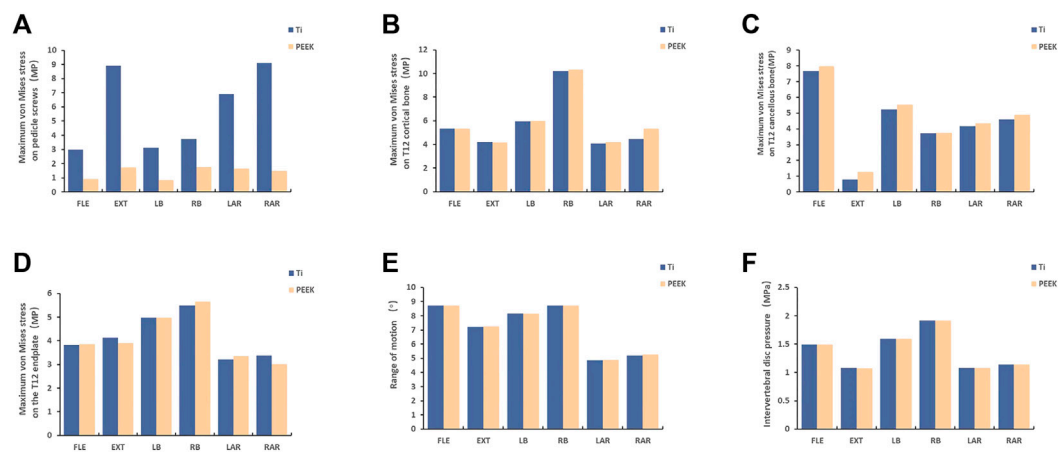 A
Ti
PEEK
Maximum von Mises stress
on pedicle screws (MP)
10
9
8
7
6
5
4
3
2
1
0
FLE EXT LB RB LAR RAR
B
Ti
PEEK
Maximum von Mises stress
on T12 cortical bone (MP)
12
10
8
6
4
2
0
FLE EXT LB RB LAR RAR
C
Ti
PEEK
Maximum von Mises stress
on T12 cancellous bone(MP)
9
8
7
6
5
4
3
2
1
0
FLE EXT LB RB LAR RAR
D
Ti
PEEK
Maximum von Mises stress
on the T12 endplate (MP)
6
5
4
3
2
1
0
FLE EXT LB RB LAR RAR
E
Ti
PEEK
Range of motion (°)
10
9
8
7
6
5
4
3
2
1
0
FLE EXT LB RB LAR RAR
F
Ti
PEEK
Intervertebral disc pressure (MPa)
2.5
2
1.5
1
0.5
0
FLE EXT LB RB LAR RAR